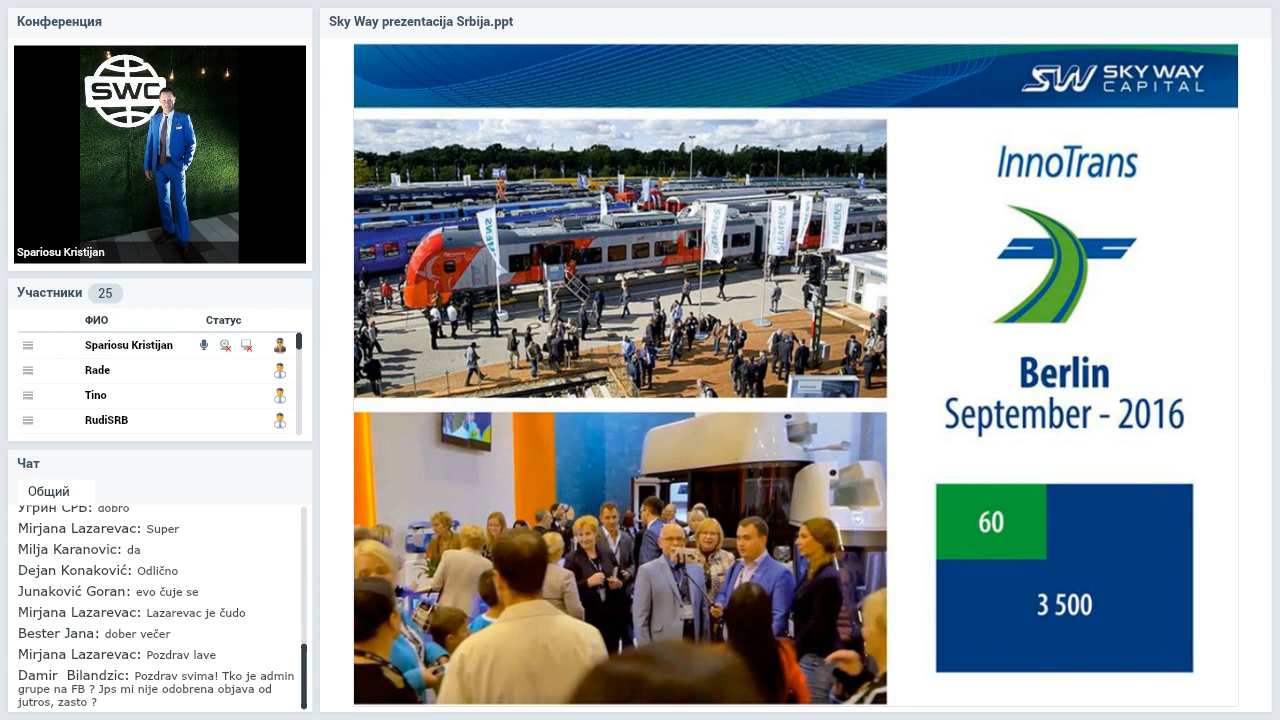 Конференция
SWC
Spariosu Kristijan
Участники 25
ФИО Статус
Spariosu Kristijan
Rade
Tino
RudiSRB
Чат
Общий
Угрин СРБ: dobro
Mirjana Lazarevac: Super
Milja Karanovic: da
Dejan Konaković: Odlično
Junaković Goran: evo čuje se
Mirjana Lazarevac: Lazarevac je čudo
Bester Jana: dober večer
Mirjana Lazarevac: Pozdrav lave
Damir Bilandzic: Pozdrav svima! Tko je admin
grupe na FB ? Jps mi nije odobrena objava od
jutros, zasto ?
Sky Way prezentacija Srbija.ppt
SW SKY WAY
CAPITAL
SIEMENS
SIEMENS
SIEMENS
SIEMENS
InnoTrans
Berlin
September - 2016
60
3 500